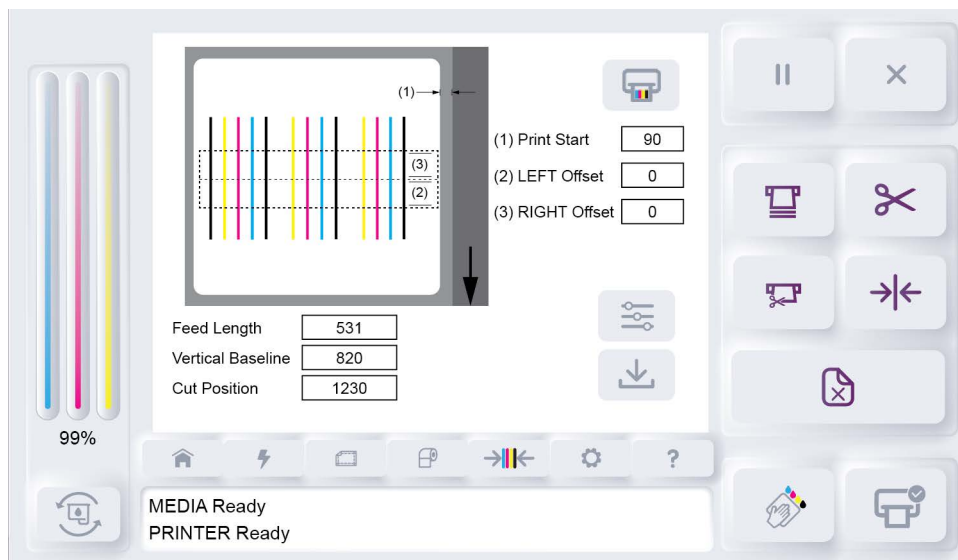 (1)
(3)
(2)
(1) Print Start 90
(2) LEFT Offset 0
(3) RIGHT Offset 0
Feed Length 531
Vertical Baseline 820
Cut Position 1230
99%
?
MEDIA Ready
PRINTER Ready